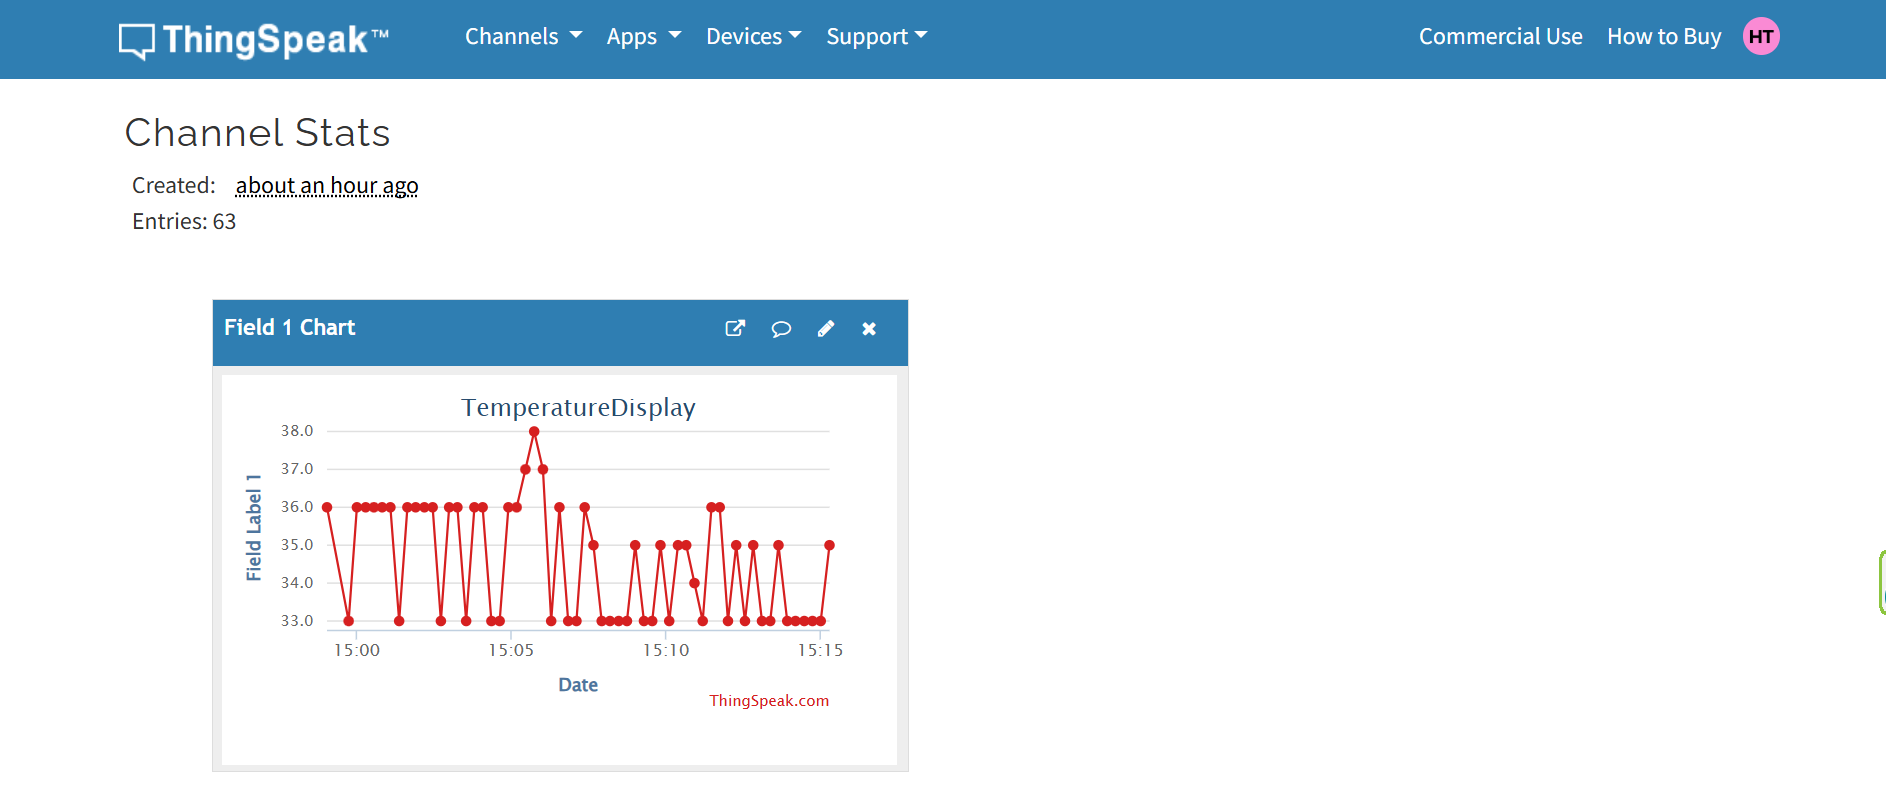 ThingSpeak™ Channels Apps Devices Support Commercial Use How to Buy HT
Channel Stats
Created: about an hour ago
Entries: 63
Field 1 Chart
TemperatureDisplay
38.0
37.0
36.0
35.0
34.0
33.0
Field Label 1
15:00 15:05 15:10 15:15
Date
ThingSpeak.com